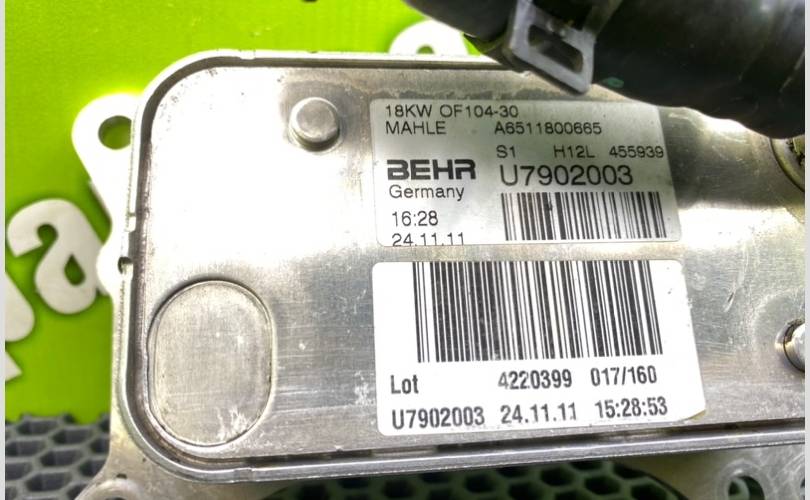 18KW OF104-30
MAHLE A6511800665
S1 H12L 455939
BEHR U7902003
Germany
16:28
24.11.11
Lot 4220399 017/160
U7902003 24.11.11 15:28:53